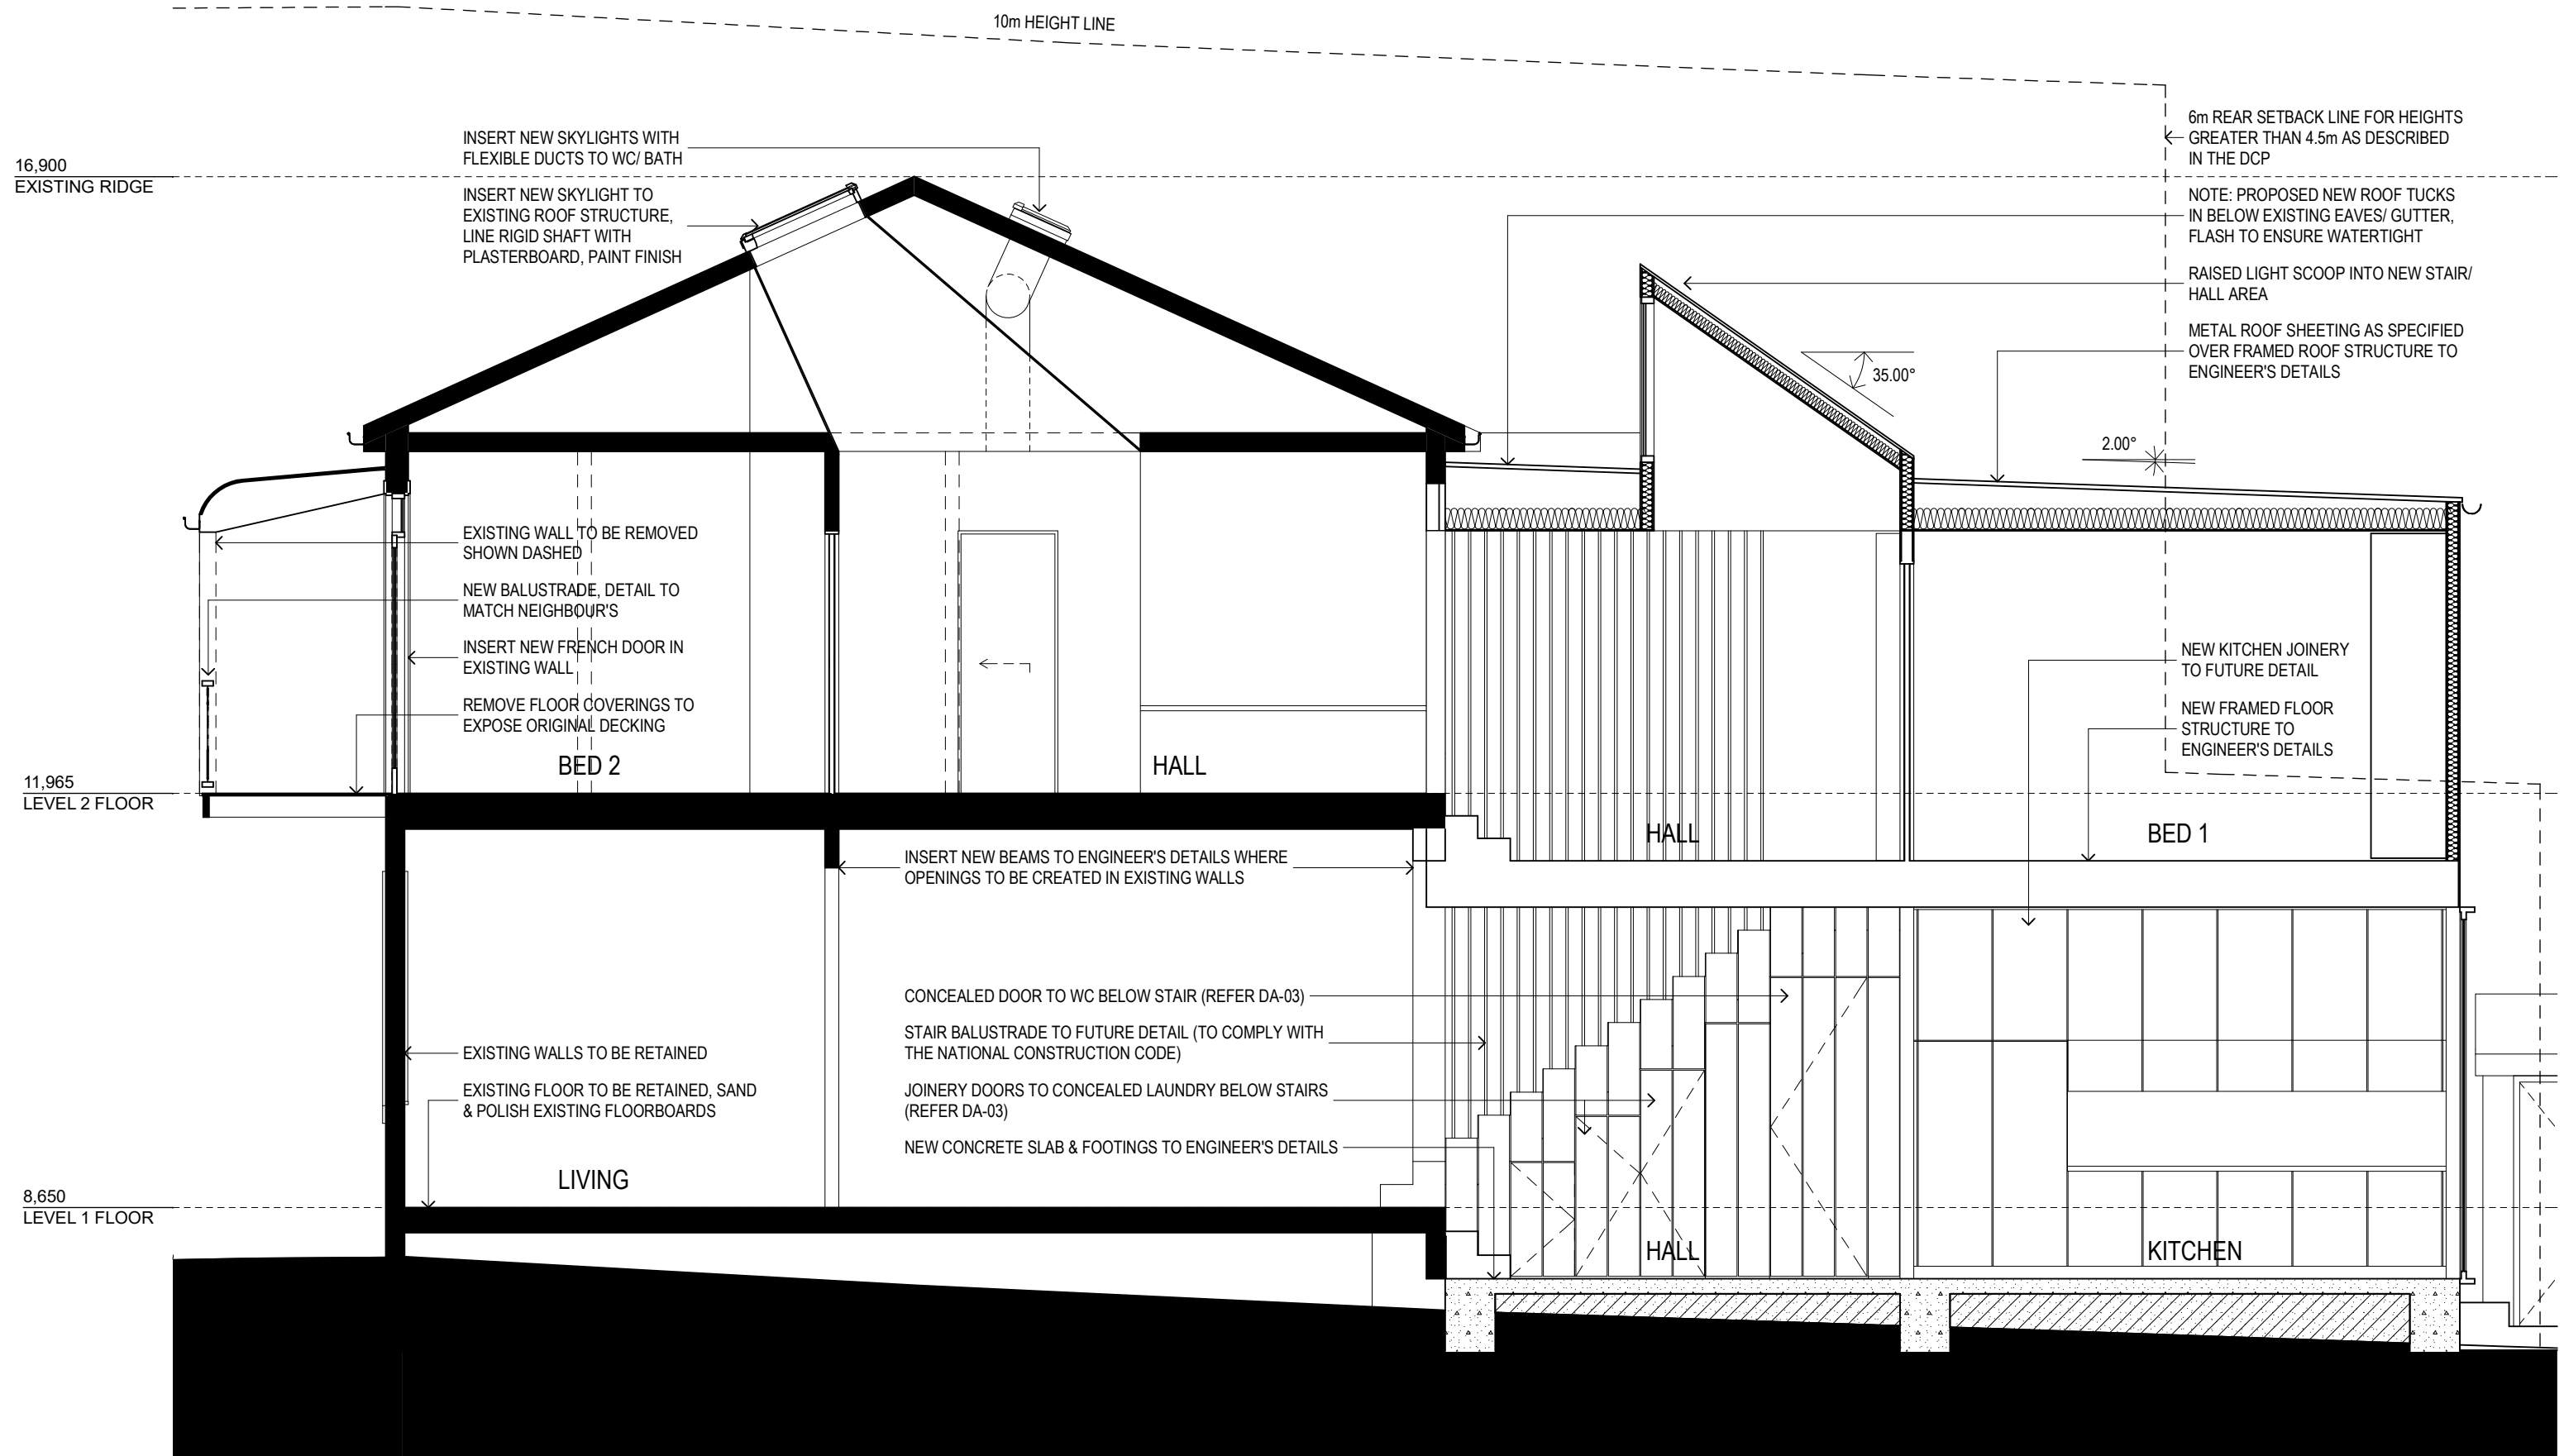 10m HEIGHT LINE
16,900
EXISTING RIDGE
INSERT NEW SKYLIGHTS WITH
FLEXIBLE DUCTS TO WC/ BATH
INSERT NEW SKYLIGHT TO
EXISTING ROOF STRUCTURE,
LINE RIGID SHAFT WITH
PLASTERBOARD, PAINT FINISH
6m REAR SETBACK LINE FOR HEIGHTS
GREATER THAN 4.5m AS DESCRIBED
IN THE DCP
NOTE: PROPOSED NEW ROOF TUCKS
IN BELOW EXISTING EAVES/ GUTTER,
FLASH TO ENSURE WATERTIGHT
RAISED LIGHT SCOOP INTO NEW STAIR/
HALL AREA
METAL ROOF SHEETING AS SPECIFIED
OVER FRAMED ROOF STRUCTURE TO
ENGINEER'S DETAILS
35.00°
2.00°
EXISTING WALL TO BE REMOVED
SHOWN DASHED
NEW BALUSTRADE, DETAIL TO
MATCH NEIGHBOUR'S
INSERT NEW FRENCH DOOR IN
EXISTING WALL
REMOVE FLOOR COVERINGS TO
EXPOSE ORIGINAL DECKING
BED 2
HALL
NEW KITCHEN JOINERY
TO FUTURE DETAIL
NEW FRAMED FLOOR
STRUCTURE TO
ENGINEER'S DETAILS
11,965
LEVEL 2 FLOOR
HALL
BED 1
INSERT NEW BEAMS TO ENGINEER'S DETAILS WHERE
OPENINGS TO BE CREATED IN EXISTING WALLS
CONCEALED DOOR TO WC BELOW STAIR (REFER DA-03)
STAIR BALUSTRADE TO FUTURE DETAIL (TO COMPLY WITH
THE NATIONAL CONSTRUCTION CODE)
JOINERY DOORS TO CONCEALED LAUNDRY BELOW STAIRS
(REFER DA-03)
NEW CONCRETE SLAB & FOOTINGS TO ENGINEER'S DETAILS
EXISTING WALLS TO BE RETAINED
EXISTING FLOOR TO BE RETAINED, SAND
& POLISH EXISTING FLOORBOARDS
LIVING
8,650
LEVEL 1 FLOOR
HALL
KITCHEN